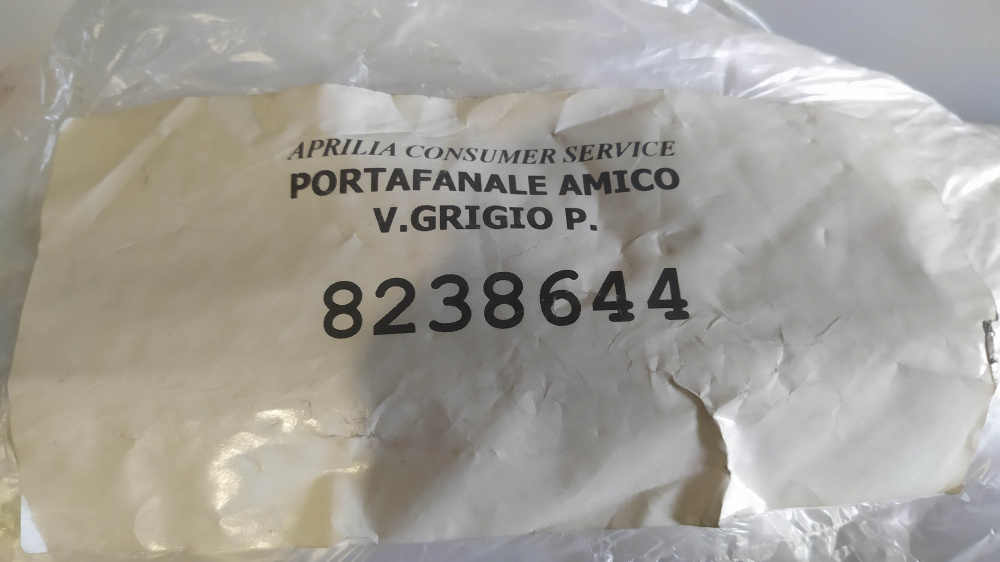 APRILIA CONSUMER SERVICE
PORTAFANALE AMICO
V.GRIGIO P.
8238644